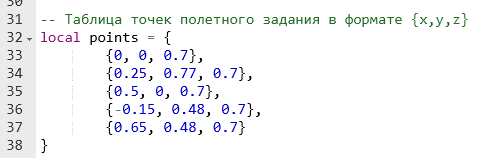 30
31 -- Таблица точек полетного задания в формате {x,y,z}
32 local points = {
33 {0, 0, 0.7},
34 {0.25, 0.77, 0.7},
35 {0.5, 0, 0.7},
36 {-0.15, 0.48, 0.7},
37 {0.65, 0.48, 0.7}
38 }